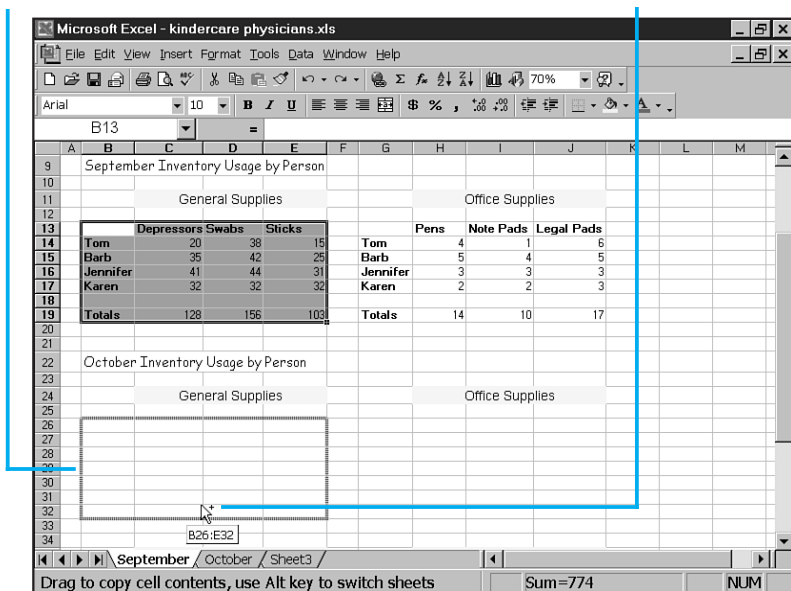 Microsoft Excel - kindercare physicians.xls
File Edit View Insert Format Tools Data Window Help
70%
Arial 10 B I U $ % ,
B13 =
A B C D E F G H I J K L M
9 September Inventory Usage by Person
10
11 General Supplies Office Supplies
12
13 Depressors Swabs Sticks Pens Note Pads Legal Pads
14 Tom 20 38 15 Tom 4 1 6
15 Barb 35 42 25 Barb 5 4 5
16 Jennifer 41 44 31 Jennifer 3 3 3
17 Karen 32 32 32 Karen 2 2 3
18
19 Totals 128 156 103 Totals 14 10 17
20
21
22 October Inventory Usage by Person
23
24 General Supplies Office Supplies
25
26
27
28
29
30
31
32
33
B26:E32
34
September October Sheet3
Drag to copy cell contents, use Alt key to switch sheets Sum=774 NUM